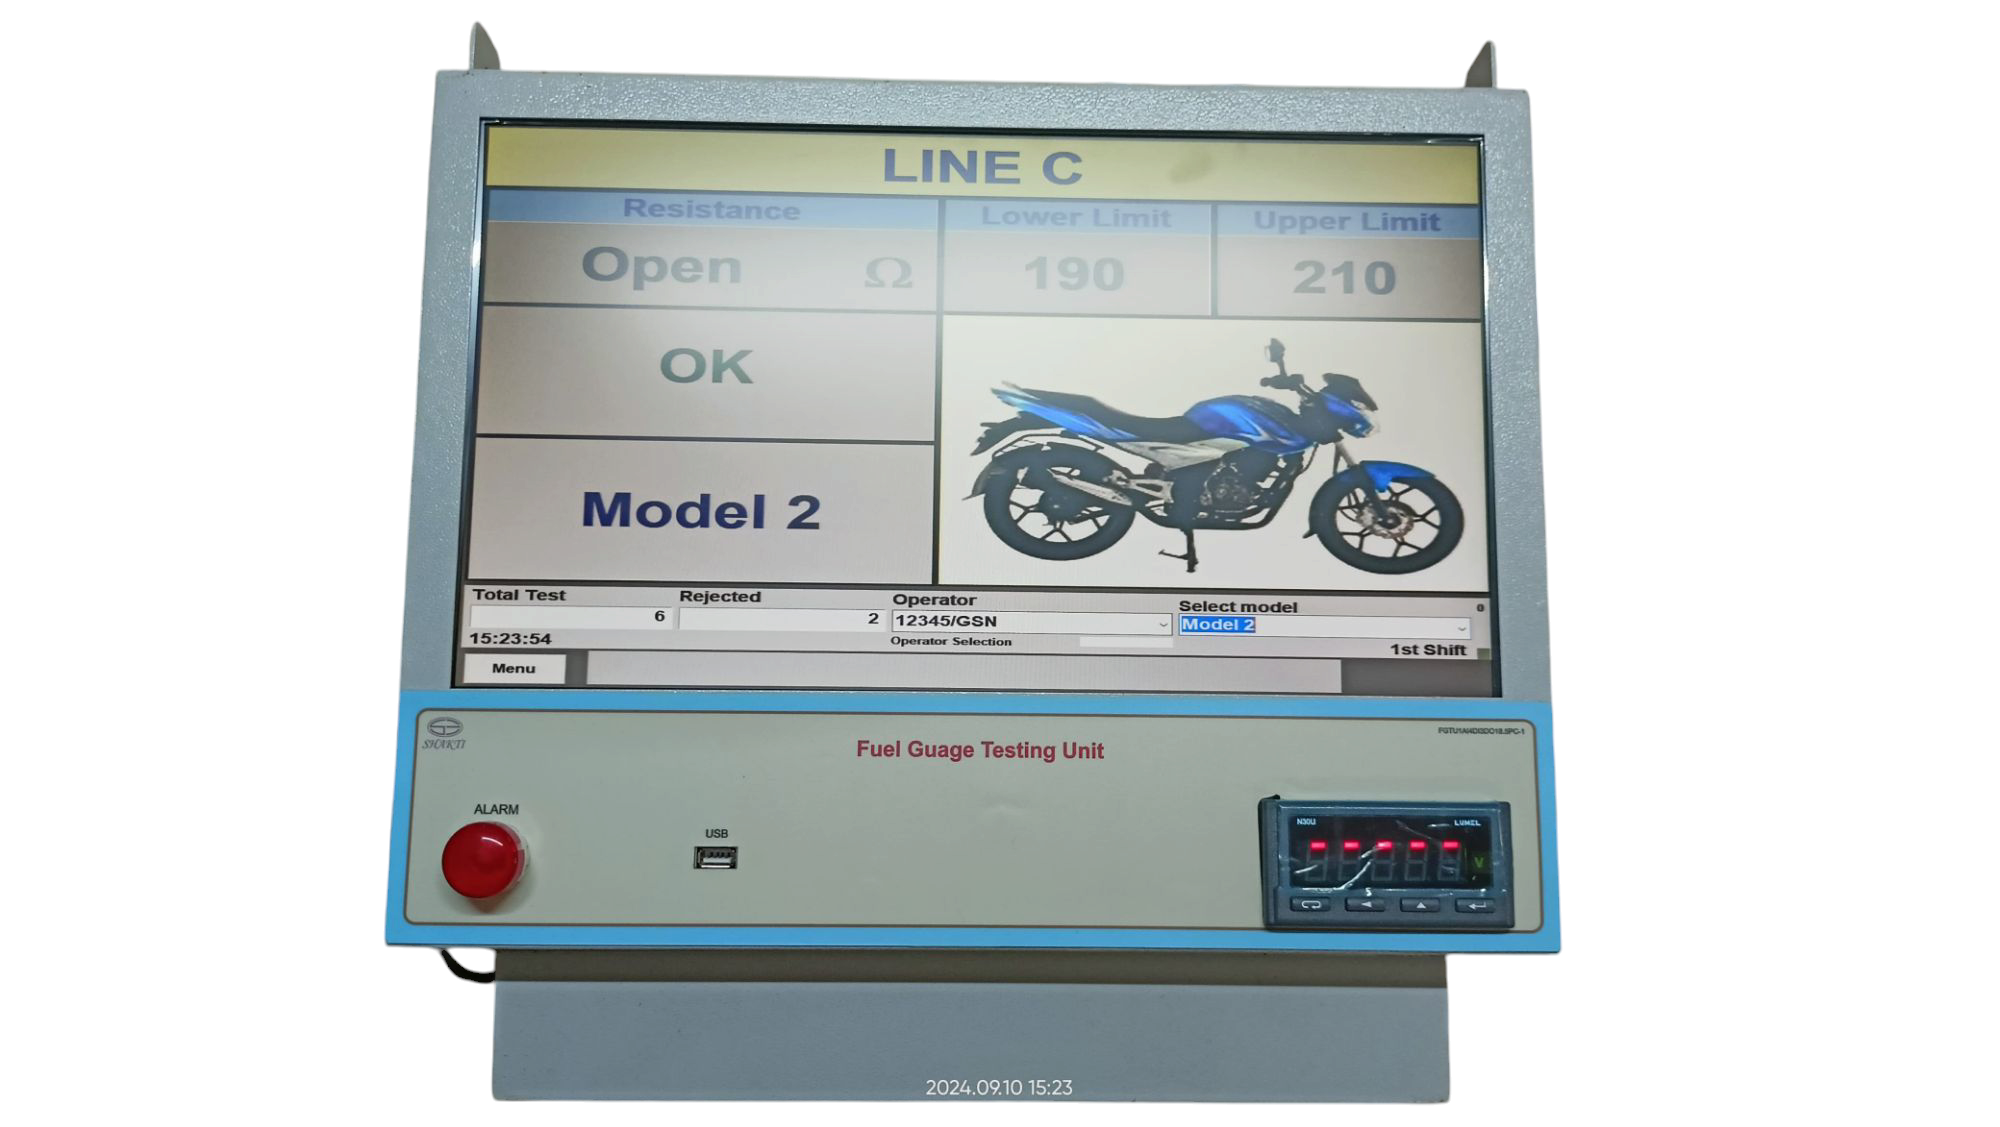 LINE C
Resistance Lower Limit Upper Limit
Open Ω 190 210
OK
Model 2
Total Test Rejected Operator Select model 0
6 2 12345/GSN Model 2
15:23:54 Operator Selection 1st Shift
Menu
SHAKTI
Fuel Guage Testing Unit
ALARM
USB
N30U LUMEL
V
2024.09.10 15:23